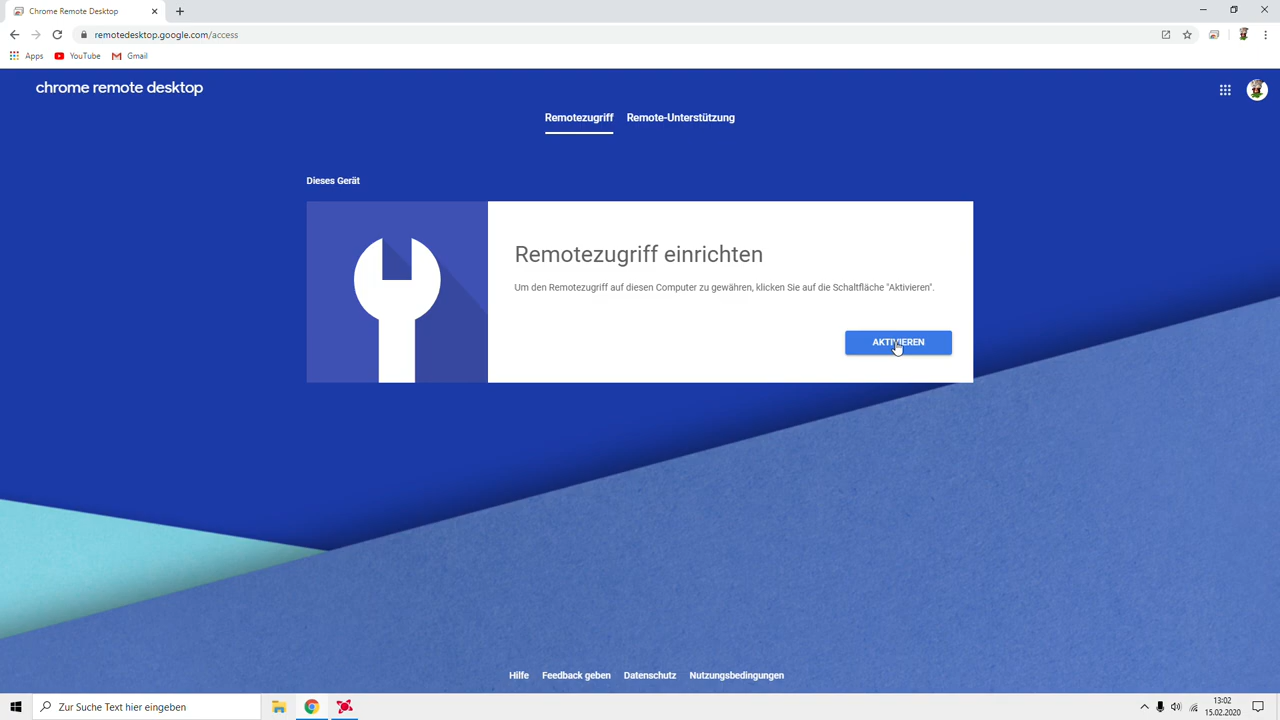 Chrome Remote Desktop
remotedesktop.google.com/access
Apps YouTube Gmail
chrome remote desktop
Remotezugriff Remote-Unterstützung
Dieses Gerät
Remotezugriff einrichten
Um den Remotezugriff auf diesen Computer zu gewähren, klicken Sie auf die Schaltfläche "Aktivieren".
AKTIVIEREN
Hilfe Feedback geben Datenschutz Nutzungsbedingungen
Zur Suche Text hier eingeben
13:02
15.02.2020